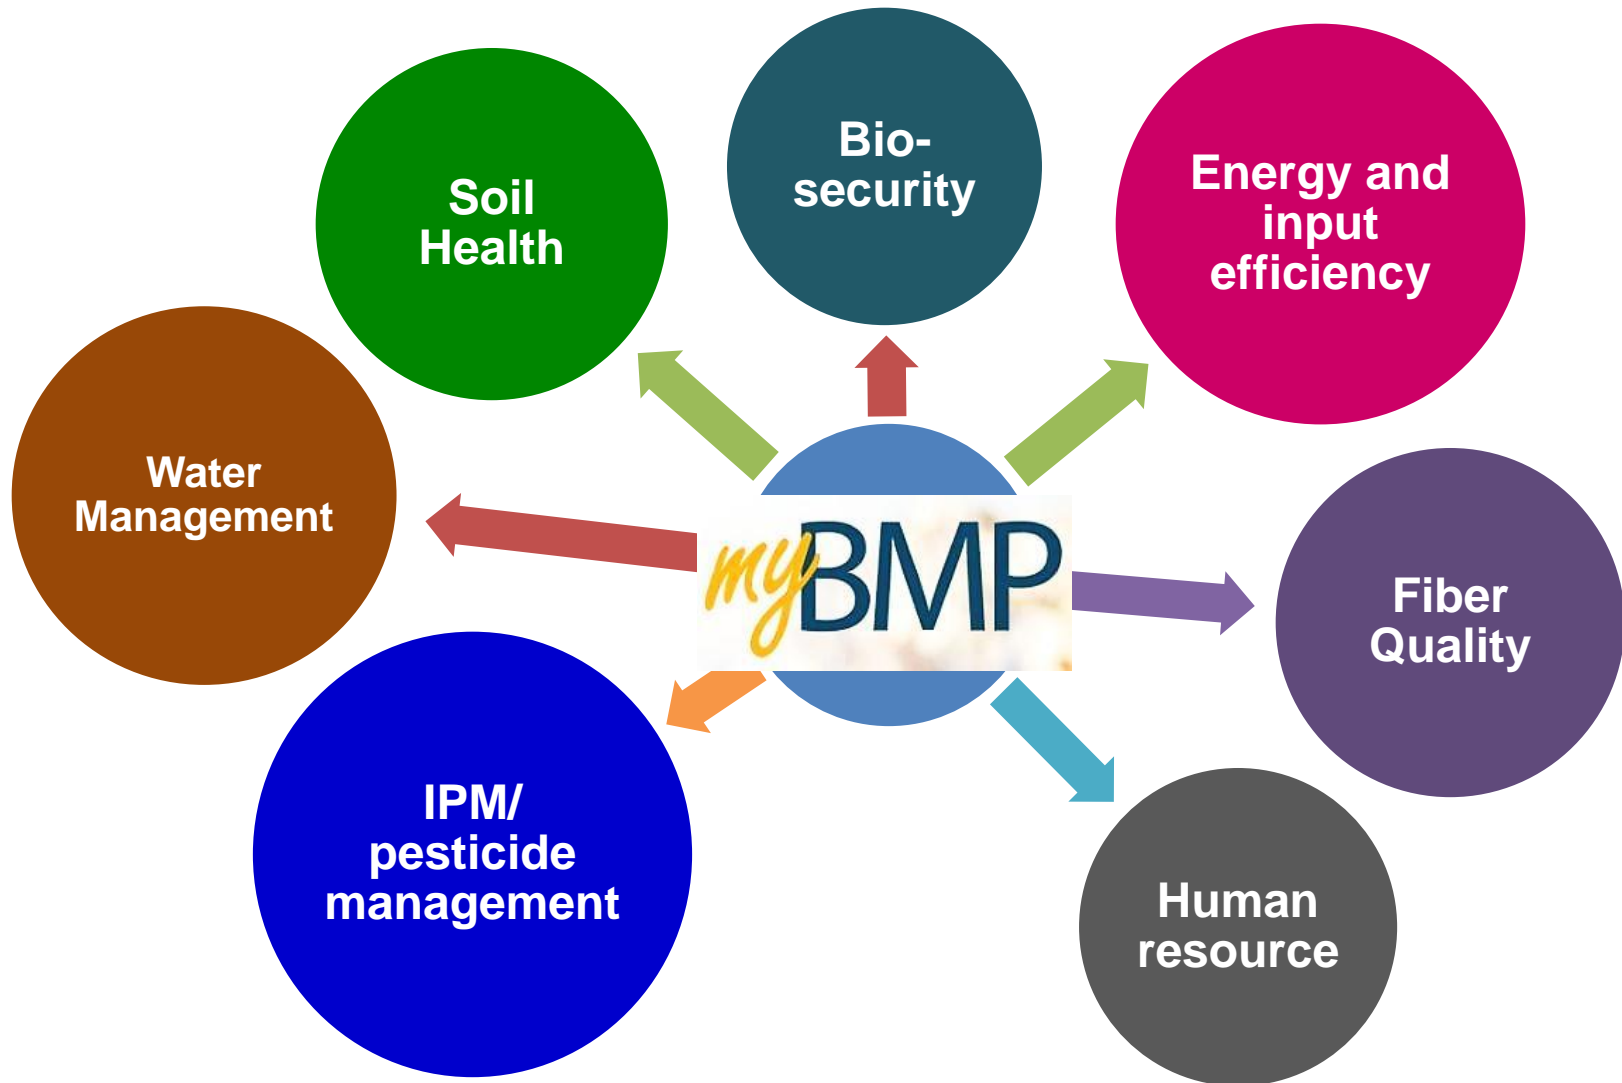 Bio-
security
Energy and
input
efficiency
Soil
Health
Water
Management
myBMP
Fiber
Quality
IPM/
pesticide
management
Human
resource